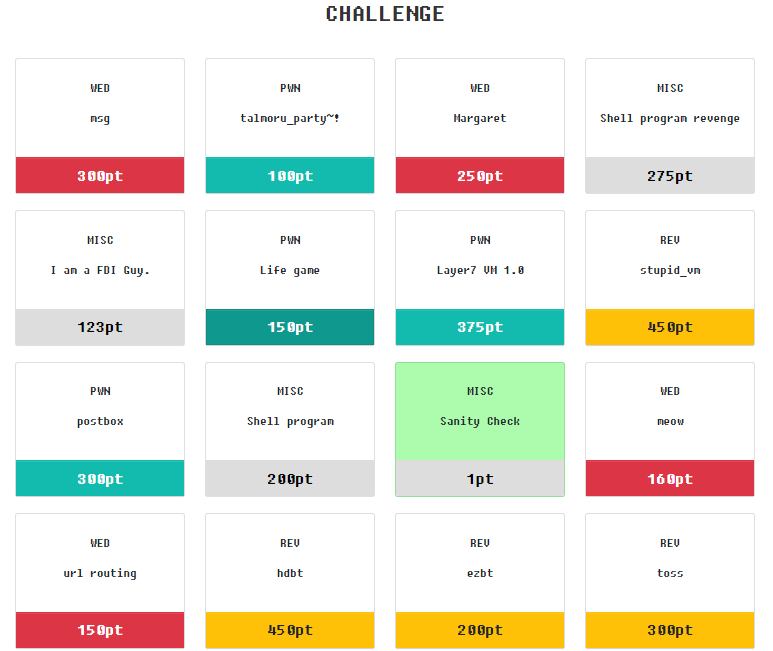 CHALLENGE
WEB
msg
300pt
PWN
talmoru_party~!
100pt
WEB
Margaret
250pt
MISC
Shell program revenge
275pt
MISC
I am a FBI Guy.
123pt
PWN
Life game
150pt
PWN
Layer7 VM 1.0
375pt
REV
stupid_vm
450pt
PWN
postbox
300pt
MISC
Shell program
200pt
MISC
Sanity Check
1pt
WEB
meow
160pt
WEB
url routing
150pt
REV
hdbt
450pt
REV
ezbt
200pt
REV
toss
300pt